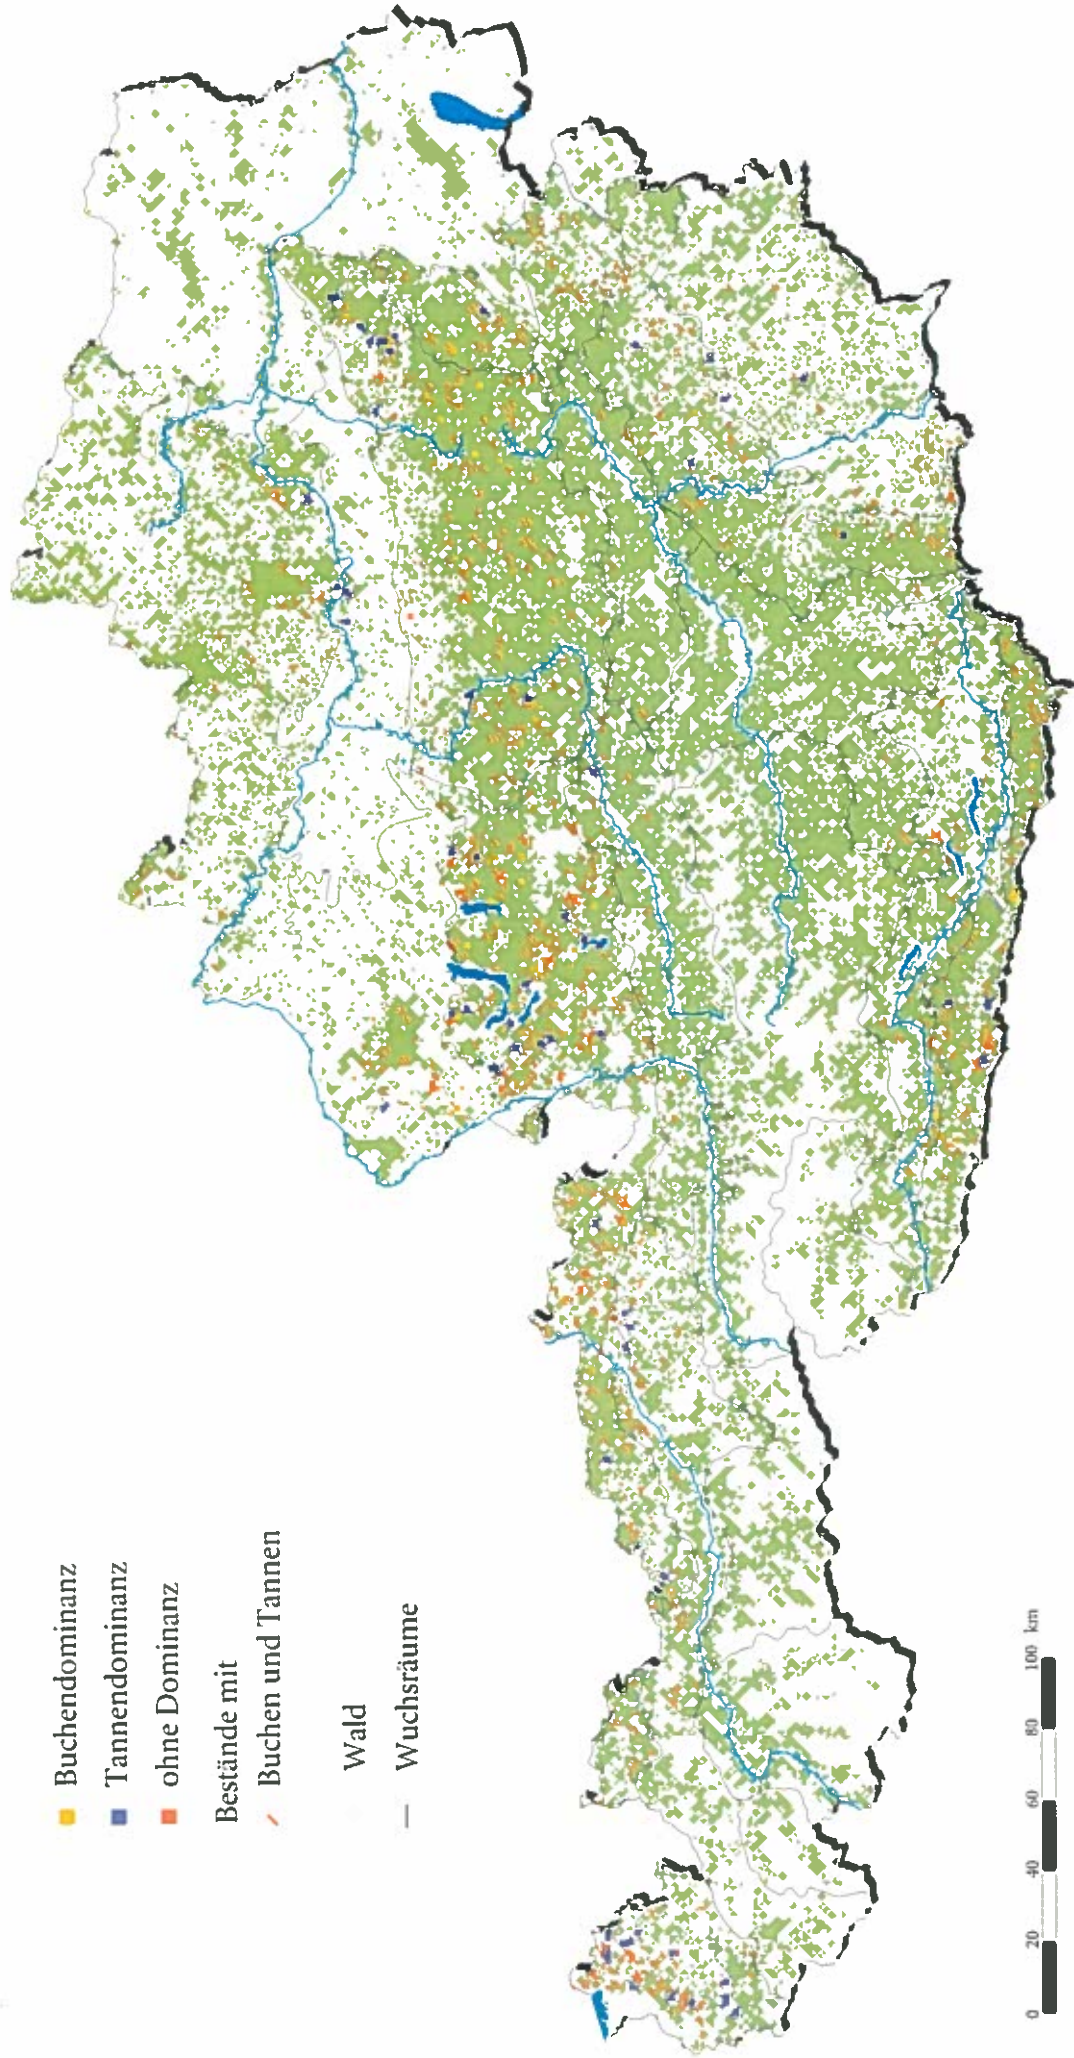 Buchendominanz
Tannendominanz
ohne Dominanz
Bestände mit
Buchen und Tannen
Wald
Wuchsräume
0 20 40 60 80 100 km